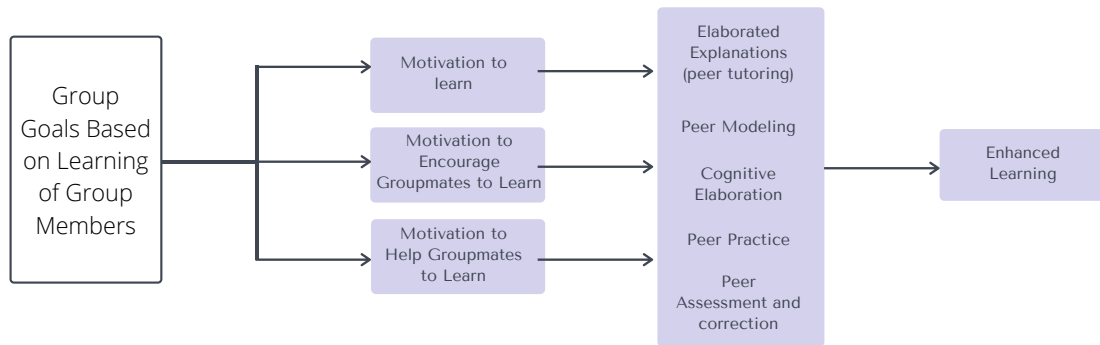 Group
Goals Based
on Learning
of Group
Members
Motivation to
learn
Motivation to
Encourage
Groupmates to Learn
Motivation to
Help Groupmates
to Learn
Elaborated
Explanations
(peer tutoring)
Peer Modeling
Cognitive
Elaboration
Peer Practice
Peer
Assessment and
correction
Enhanced
Learning